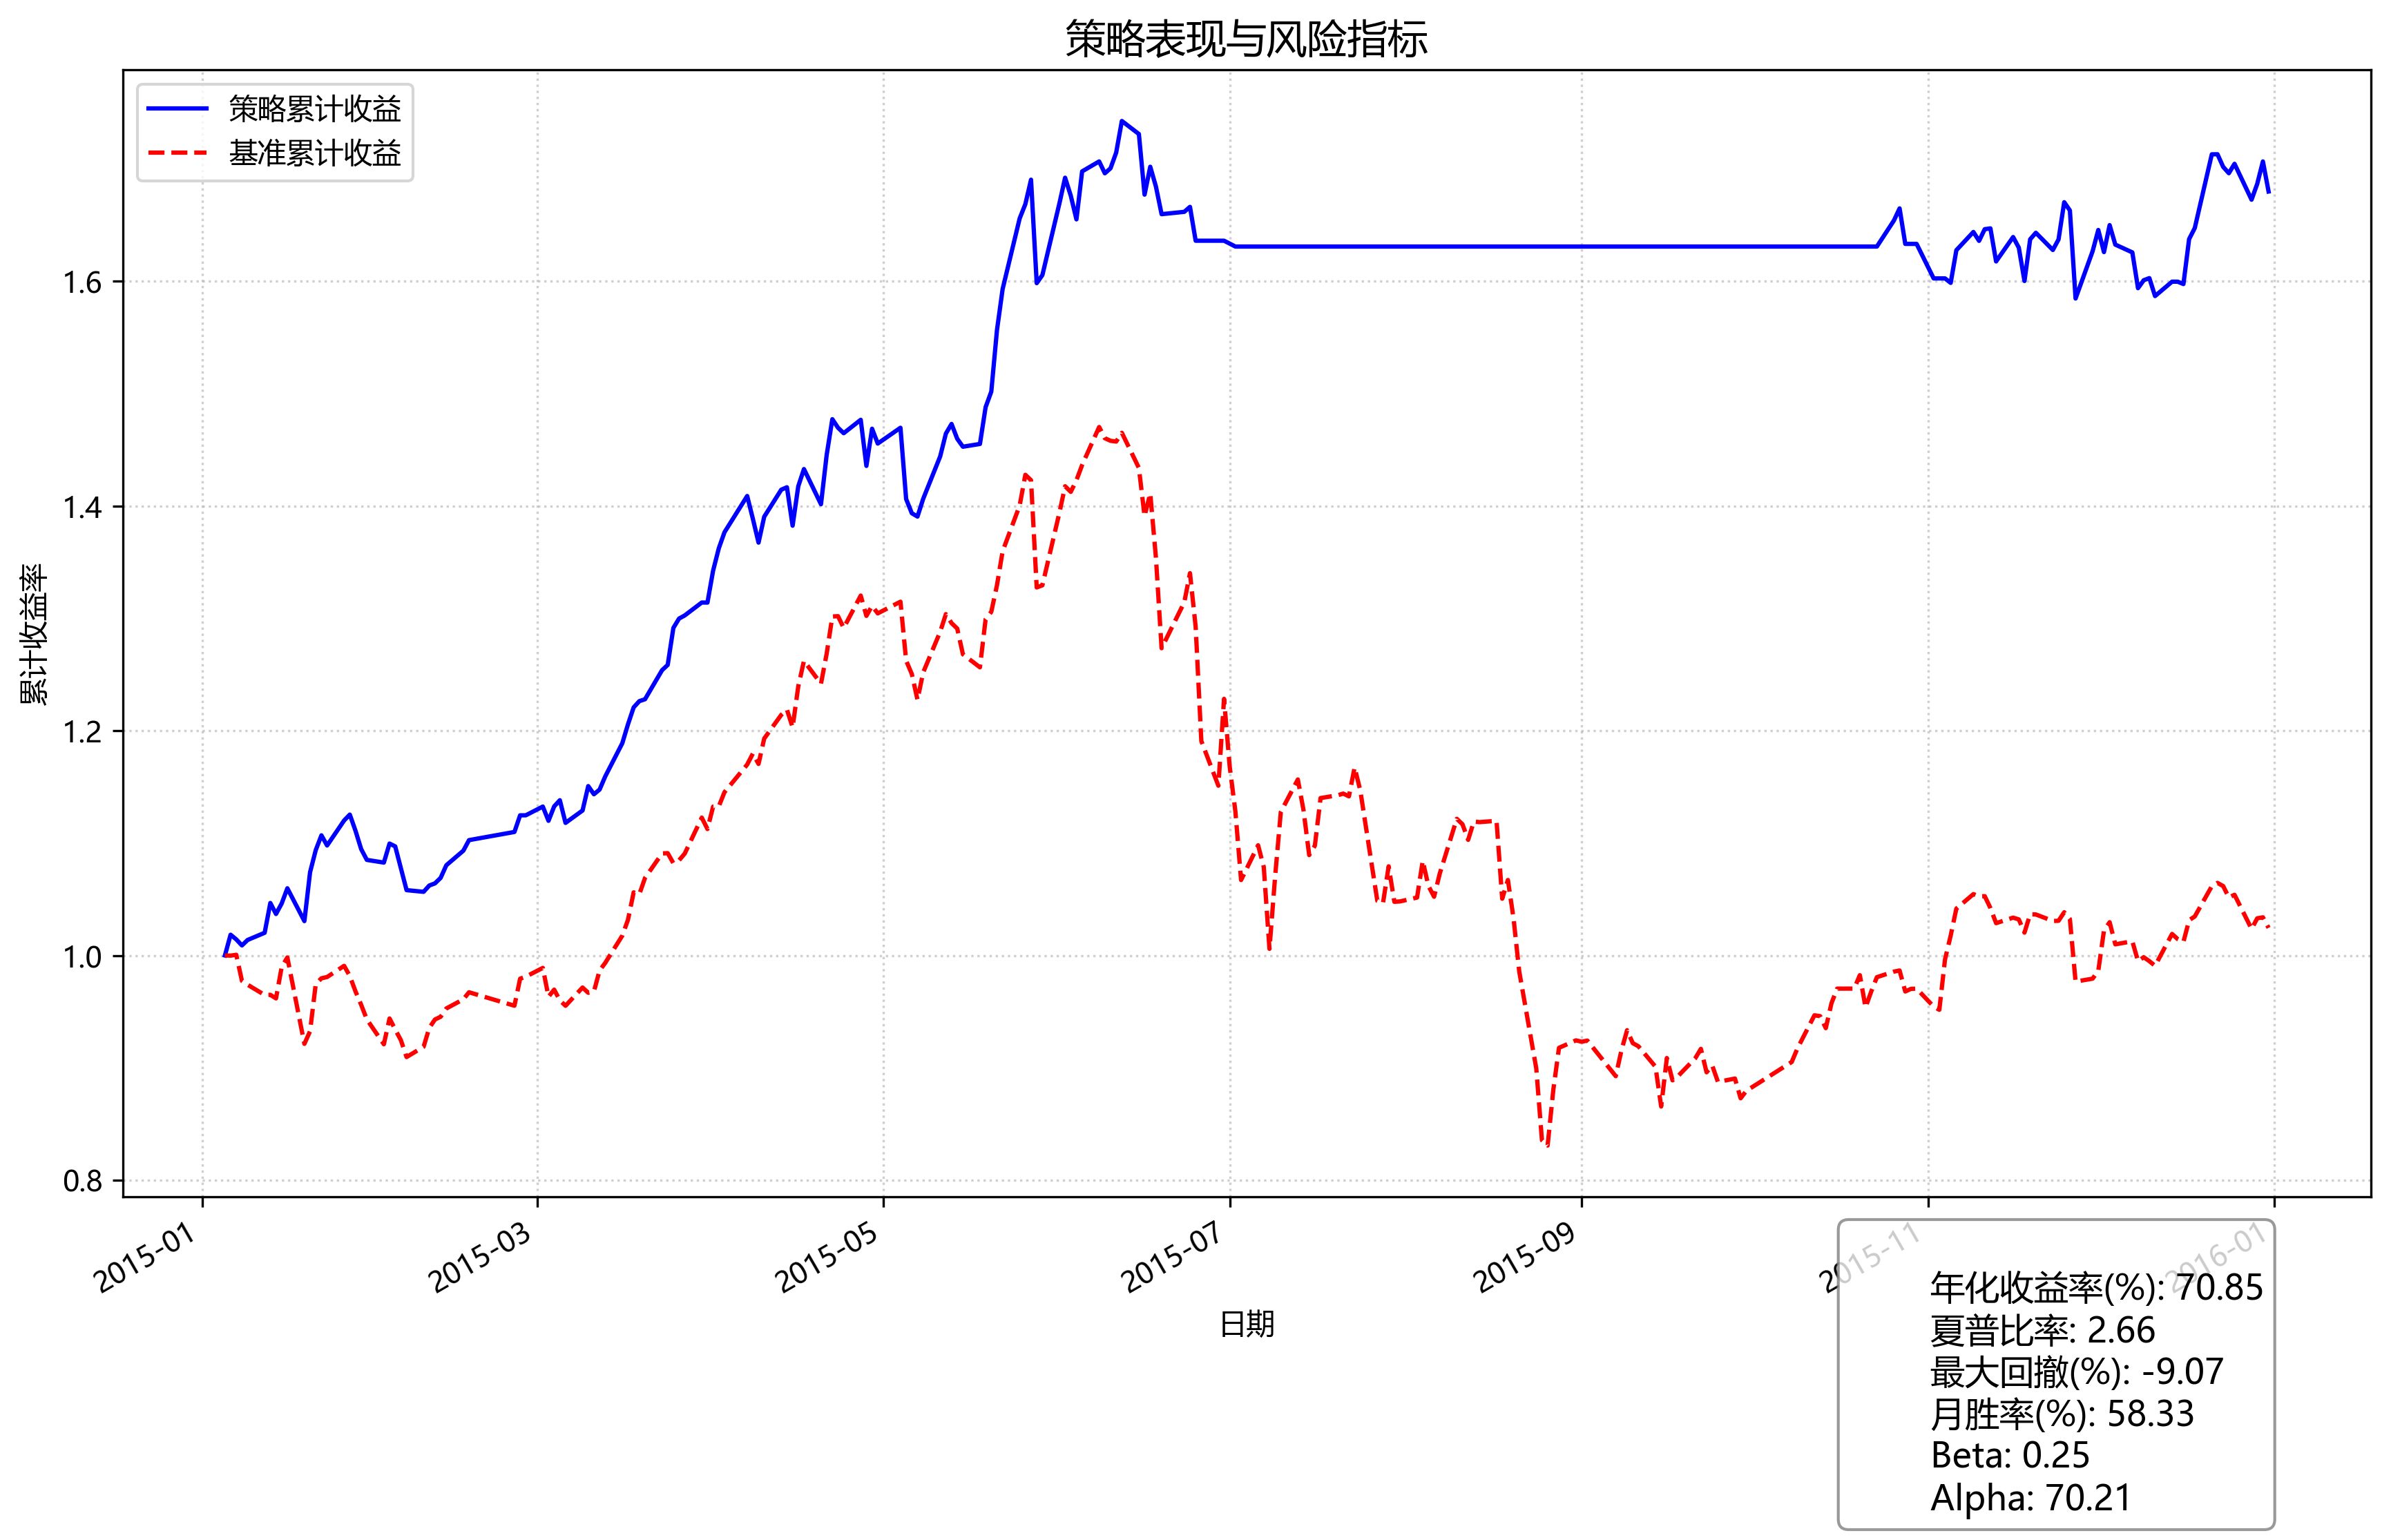 策略表现与风险指标
策略累计收益
基准累计收益
累计收益率
1.6
1.4
1.2
1.0
0.8
2015-01
2015-03
2015-05
2015-07
2015-09
2015-11
2016-01
日期
年化收益率(%): 70.85
夏普比率: 2.66
最大回撤(%): -9.07
月胜率(%): 58.33
Beta: 0.25
Alpha: 70.21